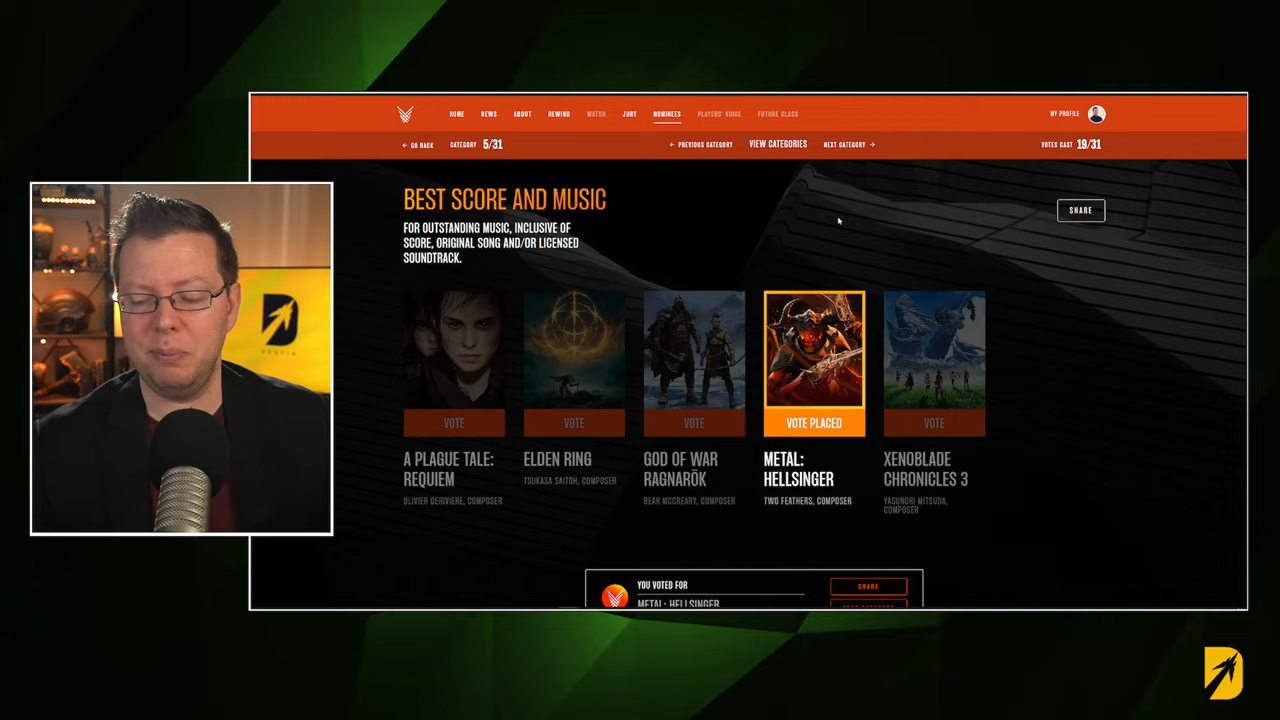 HOME NEWS ABOUT REWIND WATCH JURY NOMINEES PLAYERS' VOICE FUTURE CLASS MY PROFILE
← GO BACK CATEGORY 5/31 ← PREVIOUS CATEGORY VIEW CATEGORIES NEXT CATEGORY → VOTES CAST 19/31
BEST SCORE AND MUSIC
SHARE
FOR OUTSTANDING MUSIC, INCLUSIVE OF
SCORE, ORIGINAL SONG AND/OR LICENSED
SOUNDTRACK.
VOTE VOTE VOTE VOTE PLACED VOTE
A PLAGUE TALE:
REQUIEM
OLIVIER DERIVIERE, COMPOSER
ELDEN RING
TSUKASA SAITOH, COMPOSER
GOD OF WAR
RAGNARÖK
BEAR MCCREARY, COMPOSER
METAL:
HELLSINGER
TWO FEATHERS, COMPOSER
XENOBLADE
CHRONICLES 3
YASUNORI MITSUDA,
COMPOSER
YOU VOTED FOR
METAL: HELLSINGER
SHARE
D
DESTIN
D